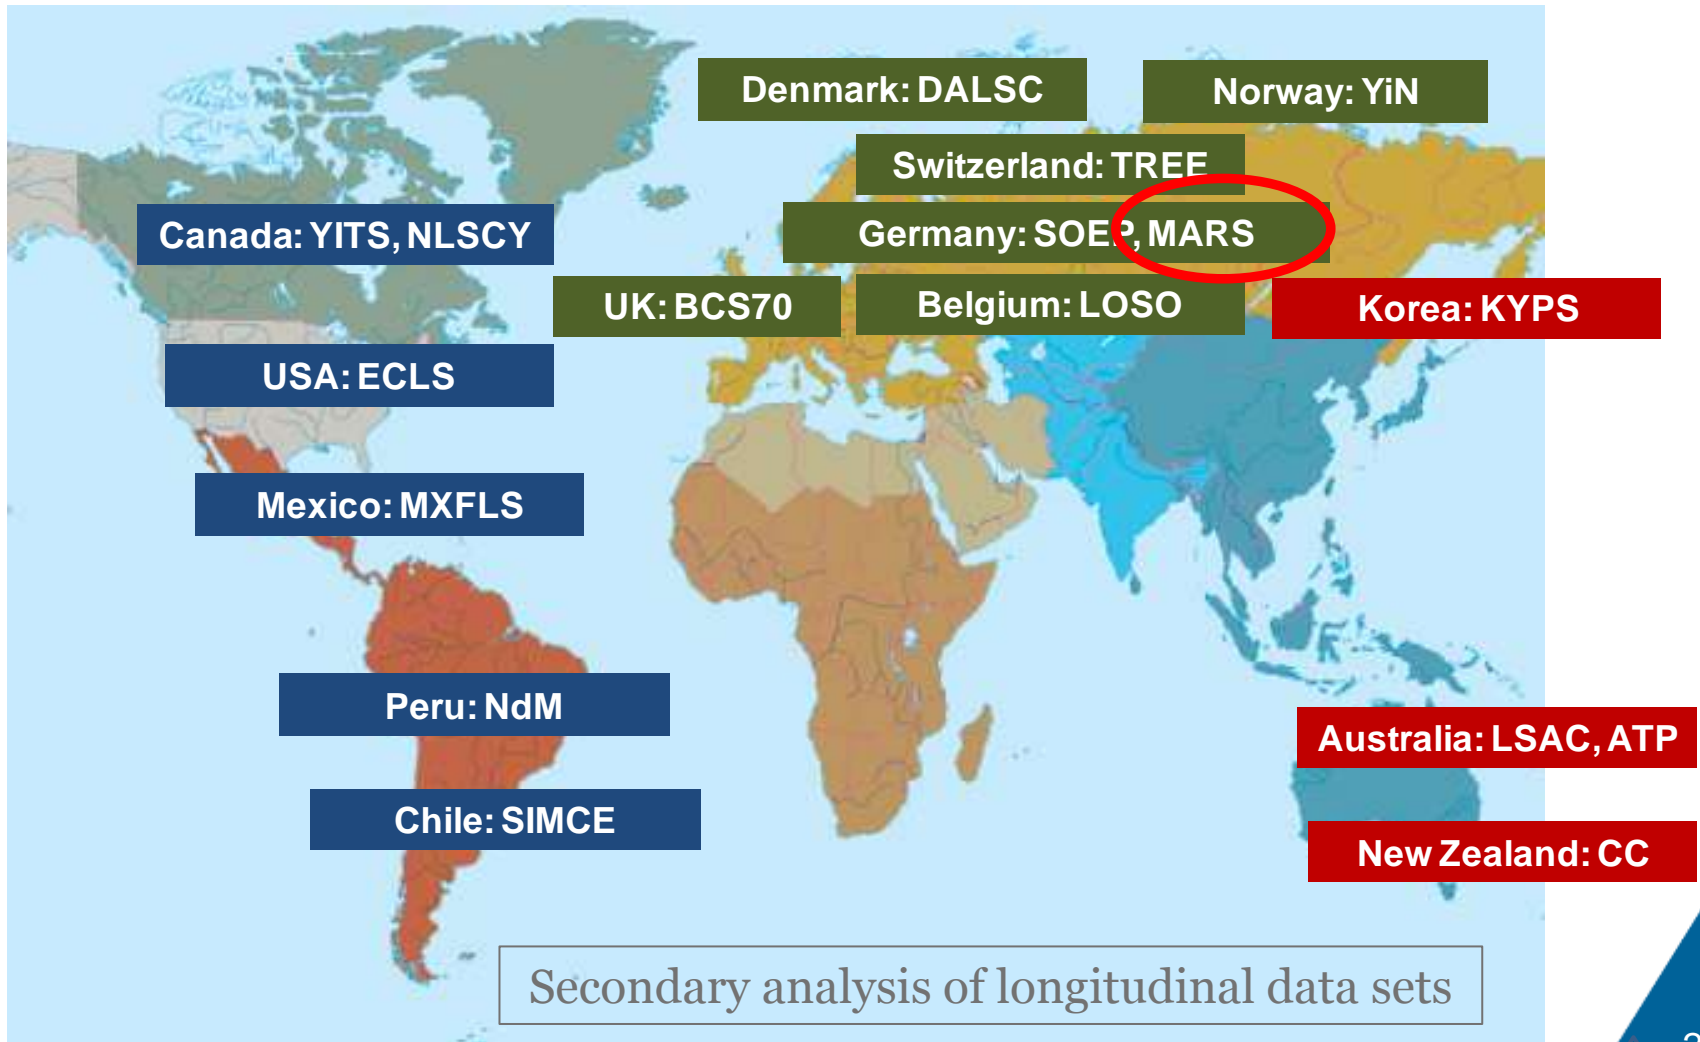 Denmark: DALSC
Norway: YiN
Switzerland: TREE
Canada: YITS, NLSCY
Germany: SOEP, MARS
UK: BCS70
Belgium: LOSO
Korea: KYPS
USA: ECLS
Mexico: MXFLS
Peru: NdM
Australia: LSAC, ATP
Chile: SIMCE
New Zealand: CC
Secondary analysis of longitudinal data sets